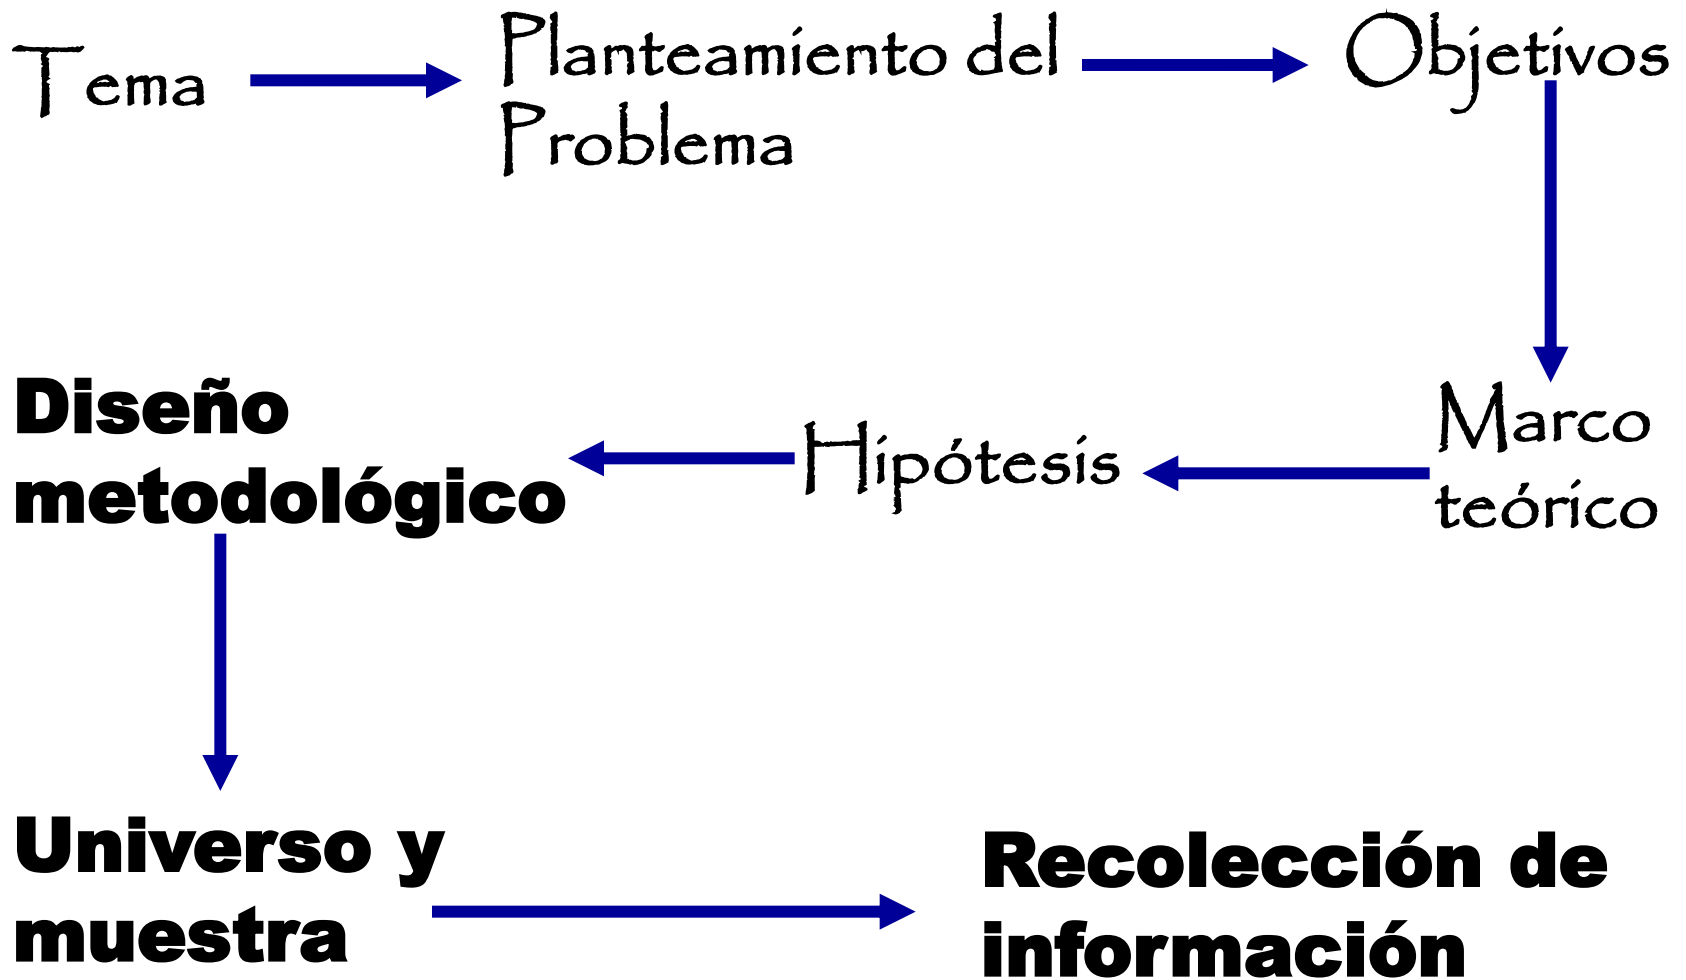 Tema
Planteamiento del
Problema
Objetivos
Marco
teórico
Hipótesis
Diseño
metodológico
Universo y
muestra
Recolección de
información